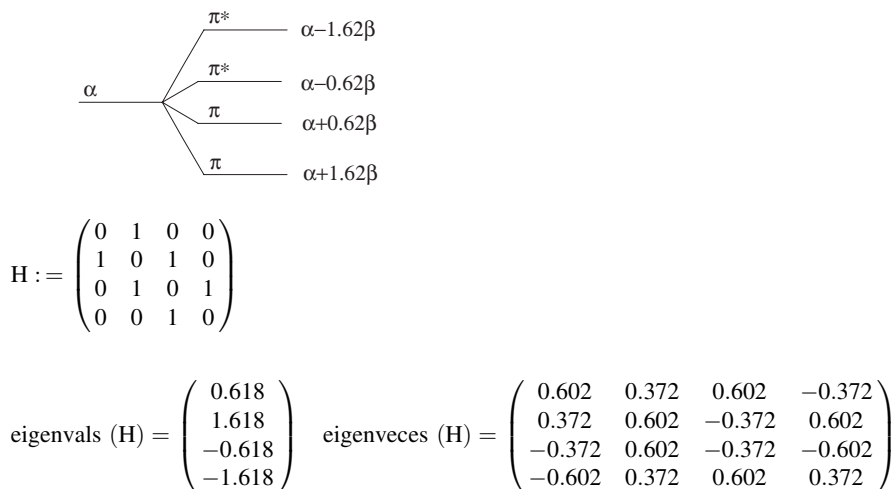 π* α−1.62β
π* α−0.62β
α
π α+0.62β
π α+1.62β
H : = ( 0 1 0 0
1 0 1 0
0 1 0 1
0 0 1 0 )
eigenvals (H) = ( 0.618
1.618
−0.618
−1.618 )
eigenveces (H) = ( 0.602 0.372 0.602 −0.372
0.372 0.602 −0.372 0.602
−0.372 0.602 −0.372 −0.602
−0.602 0.372 0.602 0.372 )